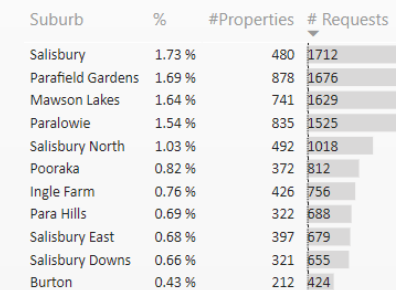 Suburb % #Properties # Requests
Salisbury 1.73 % 480 1712
Parafield Gardens 1.69 % 878 1676
Mawson Lakes 1.64 % 741 1629
Paralowie 1.54 % 835 1525
Salisbury North 1.03 % 492 1018
Pooraka 0.82 % 372 812
Ingle Farm 0.76 % 426 756
Para Hills 0.69 % 322 688
Salisbury East 0.68 % 397 679
Salisbury Downs 0.66 % 321 655
Burton 0.43 % 212 424